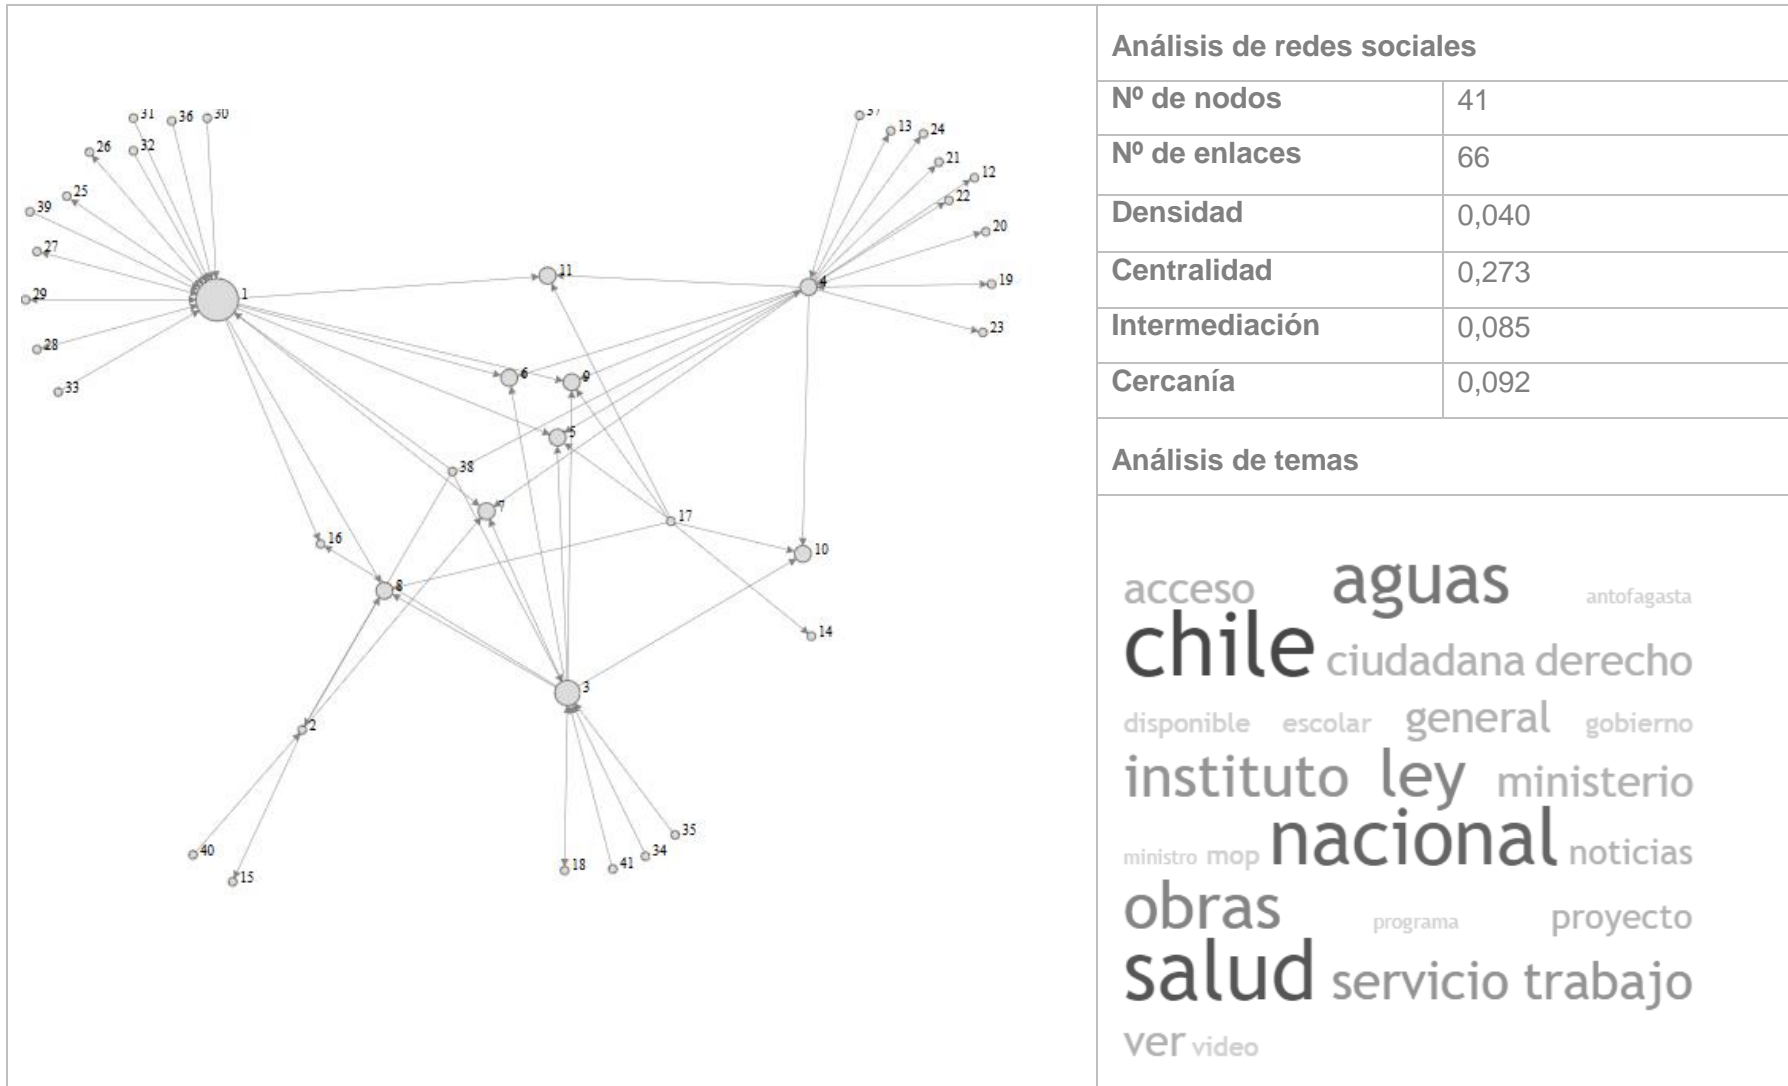 31 36 30
26 32
25
39
27
29 1
28
33
37 13 24
21
12
22
20
4 19
23
11
6 9
5
38
7 17
16 10
8
14
3
2
40 35
15 18 41 34
Análisis de redes sociales
Nº de nodos 41
Nº de enlaces 66
Densidad 0,040
Centralidad 0,273
Intermediación 0,085
Cercanía 0,092
Análisis de temas
acceso aguas antofagasta
chile ciudadana derecho
disponible escolar general gobierno
instituto ley ministerio
ministro mop nacional noticias
obras programa proyecto
salud servicio trabajo
ver video